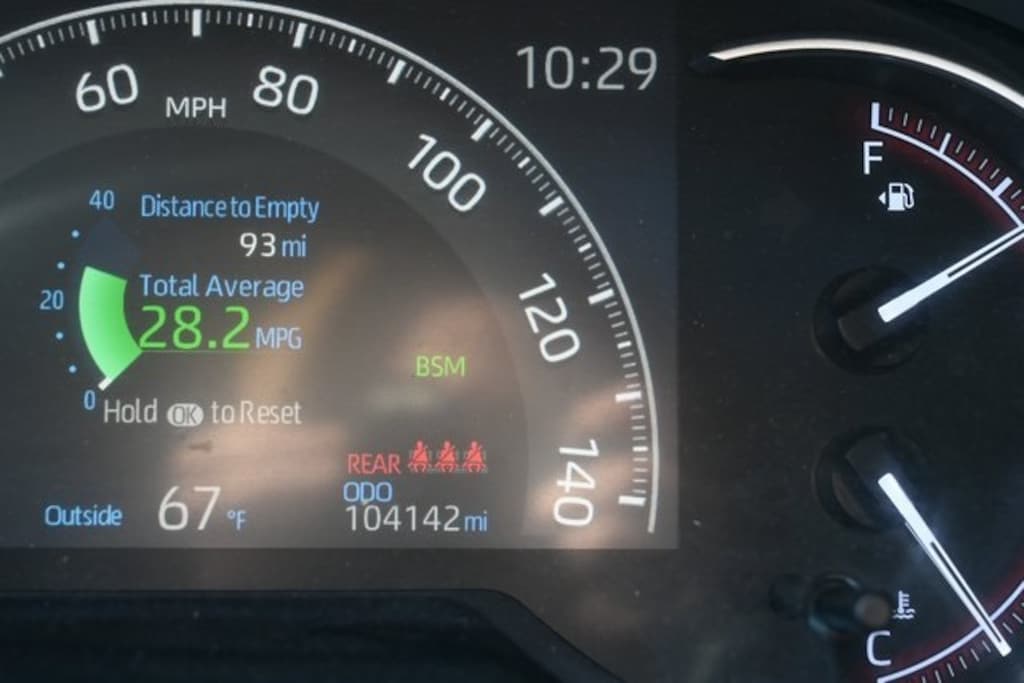 10:29
60 MPH 80
100
120
140
40
20
0
Distance to Empty
93 mi
Total Average
28.2 MPG
Hold OK to Reset
BSM
REAR
ODO
104142 mi
Outside 67 °F
F
C